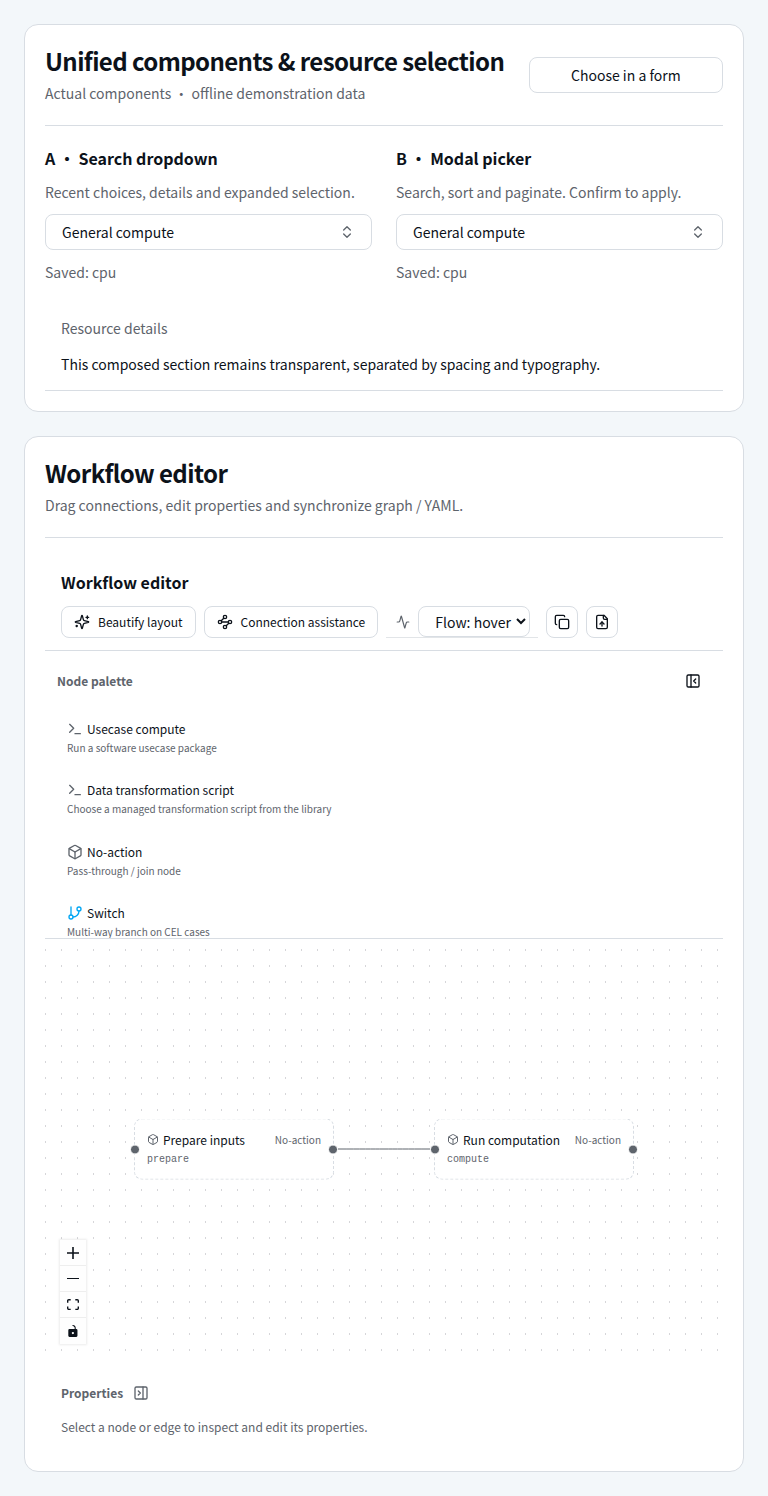 Unified components & resource selection
Actual components • offline demonstration data
Choose in a form
A • Search dropdown
Recent choices, details and expanded selection.
General compute
Saved: cpu
B • Modal picker
Search, sort and paginate. Confirm to apply.
General compute
Saved: cpu
Resource details
This composed section remains transparent, separated by spacing and typography.
Workflow editor
Drag connections, edit properties and synchronize graph / YAML.
Workflow editor
Beautify layout
Connection assistance
Flow: hover
Node palette
Usecase compute
Run a software usecase package
Data transformation script
Choose a managed transformation script from the library
No-action
Pass-through / join node
Switch
Multi-way branch on CEL cases
Prepare inputs
No-action
prepare
Run computation
No-action
compute
Properties
Select a node or edge to inspect and edit its properties.